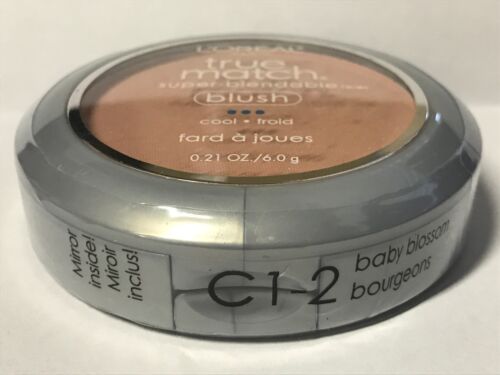 L'ORÉAL
true
match
super-blendable
blush
cool • froid
fard à joues
0.21 OZ./6.0 g
Mirror
inside!
Miroir
inclus!
C1-2
baby blossom
bourgeons